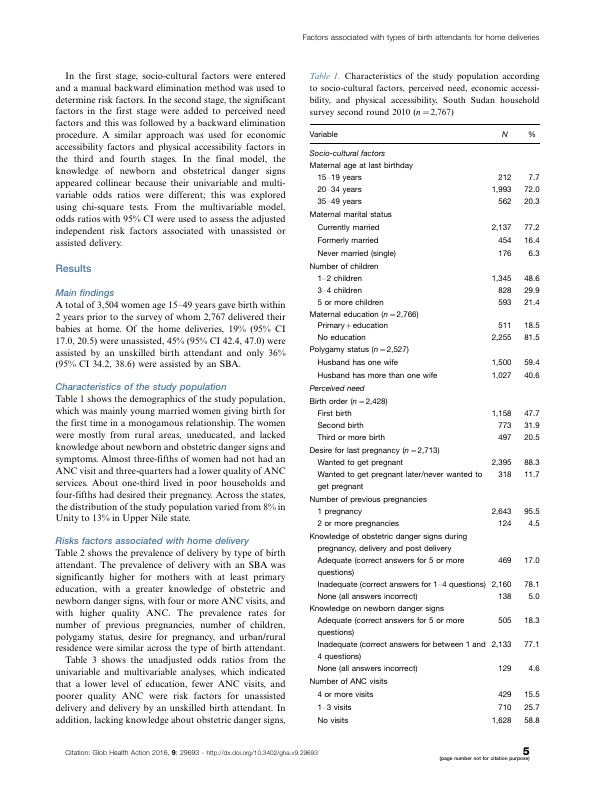 Factors associated with types of birth attendants for home deliveries
In the first stage, socio-cultural factors were entered
and a manual backward elimination method was used to
determine risk factors. In the second stage, the significant
factors in the first stage were added to perceived need
factors and this was followed by a backward elimination
procedure. A similar approach was used for economic
accessibility factors and physical accessibility factors in
the third and fourth stages. In the final model, the
knowledge of newborn and obstetrical danger signs
appeared collinear because their univariable and multi-
variable odds ratios were different; this was explored
using chi-square tests. From the multivariable model,
odds ratios with 95% CI were used to assess the adjusted
independent risk factors associated with unassisted or
assisted delivery.
Results
Main findings
A total of 3,504 women age 15–49 years gave birth within
2 years prior to the survey of whom 2,767 delivered their
babies at home. Of the home deliveries, 19% (95% CI
17.0, 20.5) were unassisted, 45% (95% CI 42.4, 47.0) were
assisted by an unskilled birth attendant and only 36%
(95% CI 34.2, 38.6) were assisted by an SBA.
Characteristics of the study population
Table 1 shows the demographics of the study population,
which was mainly young married women giving birth for
the first time in a monogamous relationship. The women
were mostly from rural areas, uneducated, and lacked
knowledge about newborn and obstetric danger signs and
symptoms. Almost three-fifths of women had not had an
ANC visit and three-quarters had a lower quality of ANC
services. About one-third lived in poor households and
four-fifths had desired their pregnancy. Across the states,
the distribution of the study population varied from 8% in
Unity to 13% in Upper Nile state.
Risks factors associated with home delivery
Table 2 shows the prevalence of delivery by type of birth
attendant. The prevalence of delivery with an SBA was
significantly higher for mothers with at least primary
education, with a greater knowledge of obstetric and
newborn danger signs, with four or more ANC visits, and
with higher quality ANC. The prevalence rates for
number of previous pregnancies, number of children,
polygamy status, desire for pregnancy, and urban/rural
residence were similar across the type of birth attendant.
Table 3 shows the unadjusted odds ratios from the
univariable and multivariable analyses, which indicated
that a lower level of education, fewer ANC visits, and
poorer quality ANC were risk factors for unassisted
delivery and delivery by an unskilled birth attendant. In
addition, lacking knowledge about obstetric danger signs,
Table 1. Characteristics of the study population according
to socio-cultural factors, perceived need, economic accessi-
bility, and physical accessibility, South Sudan household
survey second round 2010 (n=2,767)
Variable N %
Socio-cultural factors
Maternal age at last birthday
15–19 years 212 7.7
20–34 years 1,993 72.0
35–49 years 562 20.3
Maternal marital status
Currently married 2,137 77.2
Formerly married 454 16.4
Never married (single) 176 6.3
Number of children
1–2 children 1,345 48.6
3–4 children 828 29.9
5 or more children 593 21.4
Maternal education (n=2,766)
Primary+education 511 18.5
No education 2,255 81.5
Polygamy status (n=2,527)
Husband has one wife 1,500 59.4
Husband has more than one wife 1,027 40.6
Perceived need
Birth order (n=2,428)
First birth 1,158 47.7
Second birth 773 31.9
Third or more birth 497 20.5
Desire for last pregnancy (n=2,713)
Wanted to get pregnant 2,395 88.3
Wanted to get pregnant later/never wanted to 318 11.7
get pregnant
Number of previous pregnancies
1 pregnancy 2,643 95.5
2 or more pregnancies 124 4.5
Knowledge of obstetric danger signs during
pregnancy, delivery and post delivery
Adequate (correct answers for 5 or more 469 17.0
questions)
Inadequate (correct answers for 1–4 questions) 2,160 78.1
None (all answers incorrect) 138 5.0
Knowledge on newborn danger signs
Adequate (correct answers for 5 or more 505 18.3
questions)
Inadequate (correct answers for between 1 and 2,133 77.1
4 questions)
None (all answers incorrect) 129 4.6
Number of ANC visits
4 or more visits 429 15.5
1–3 visits 710 25.7
No visits 1,628 58.8
Citation: Glob Health Action 2016, 9: 29693 - http://dx.doi.org/10.3402/gha.v9.29693
5
(page number not for citation purpose)